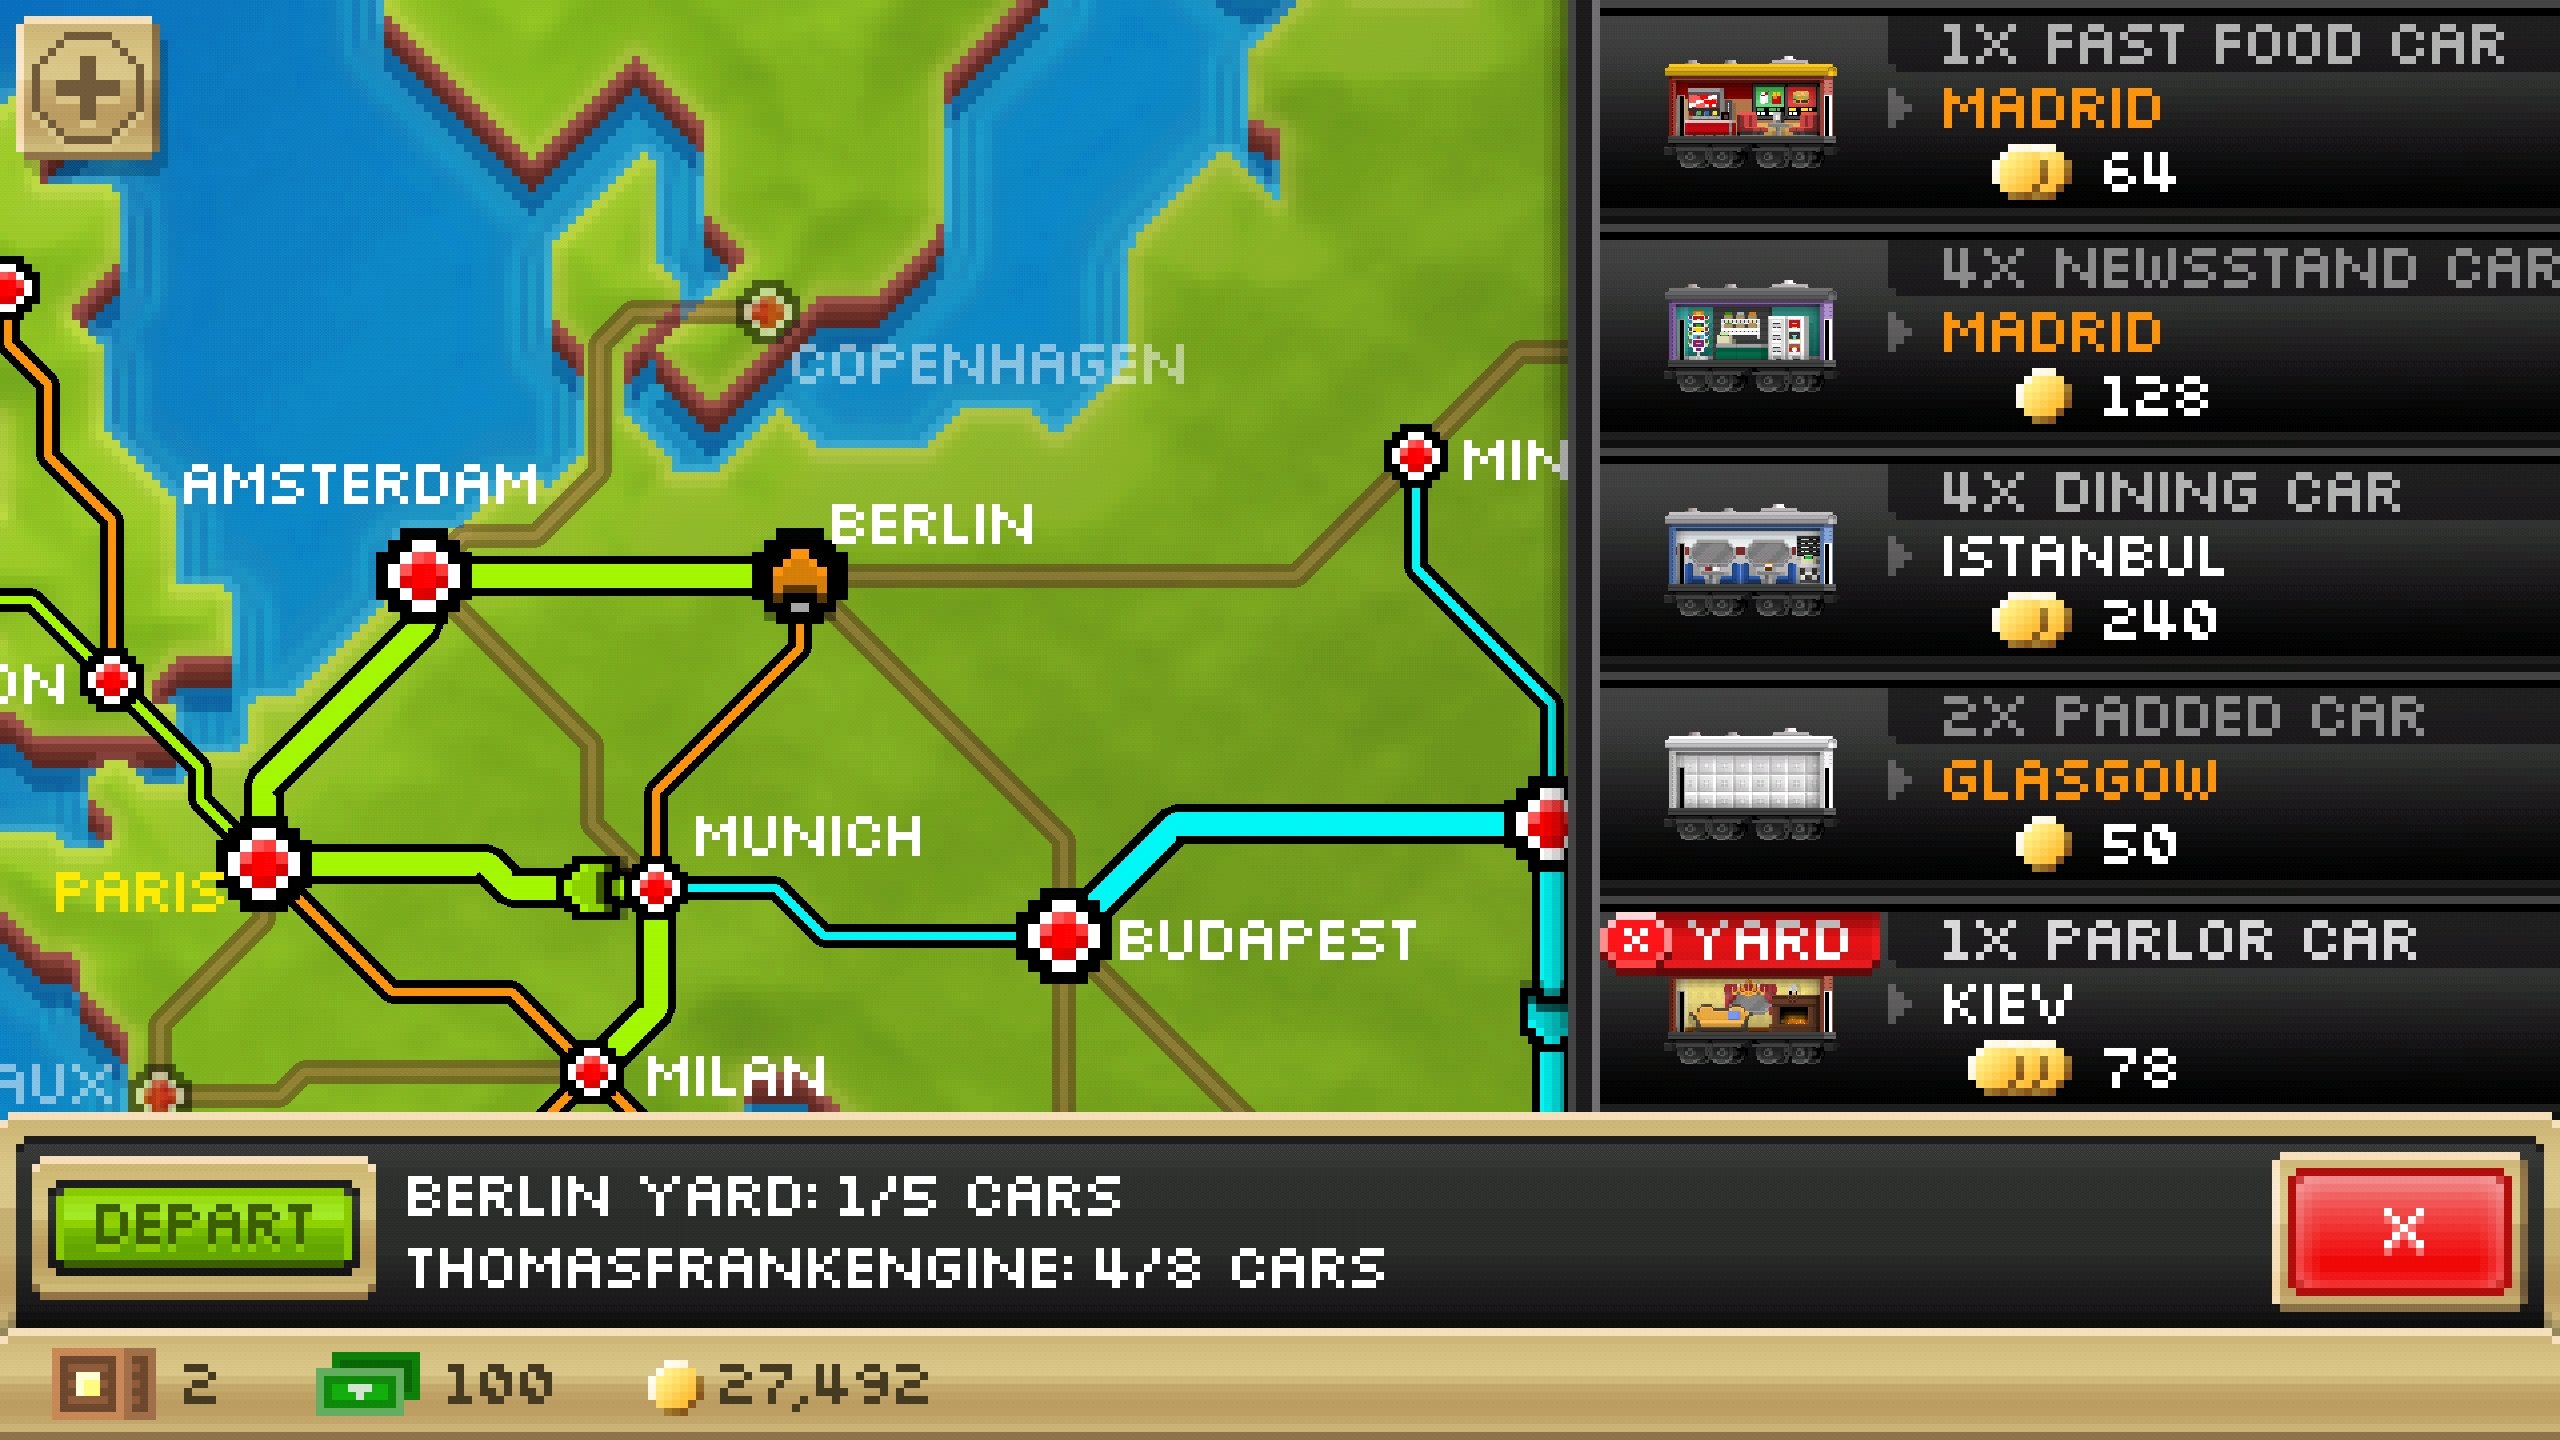 1X FAST FOOD CAR
MADRID
64
4X NEWSSTAND CAR
MADRID
128
4X DINING CAR
ISTANBUL
240
2X PADDED CAR
GLASGOW
50
YARD
1X PARLOR CAR
KIEV
78
COPENHAGEN
AMSTERDAM
BERLIN
MIN
ON
MUNICH
PARIS
BUDAPEST
MILAN
AUX
DEPART
BERLIN YARD: 1/5 CARS
THOMASFRANKENGINE: 4/8 CARS
X
2
100
27,492